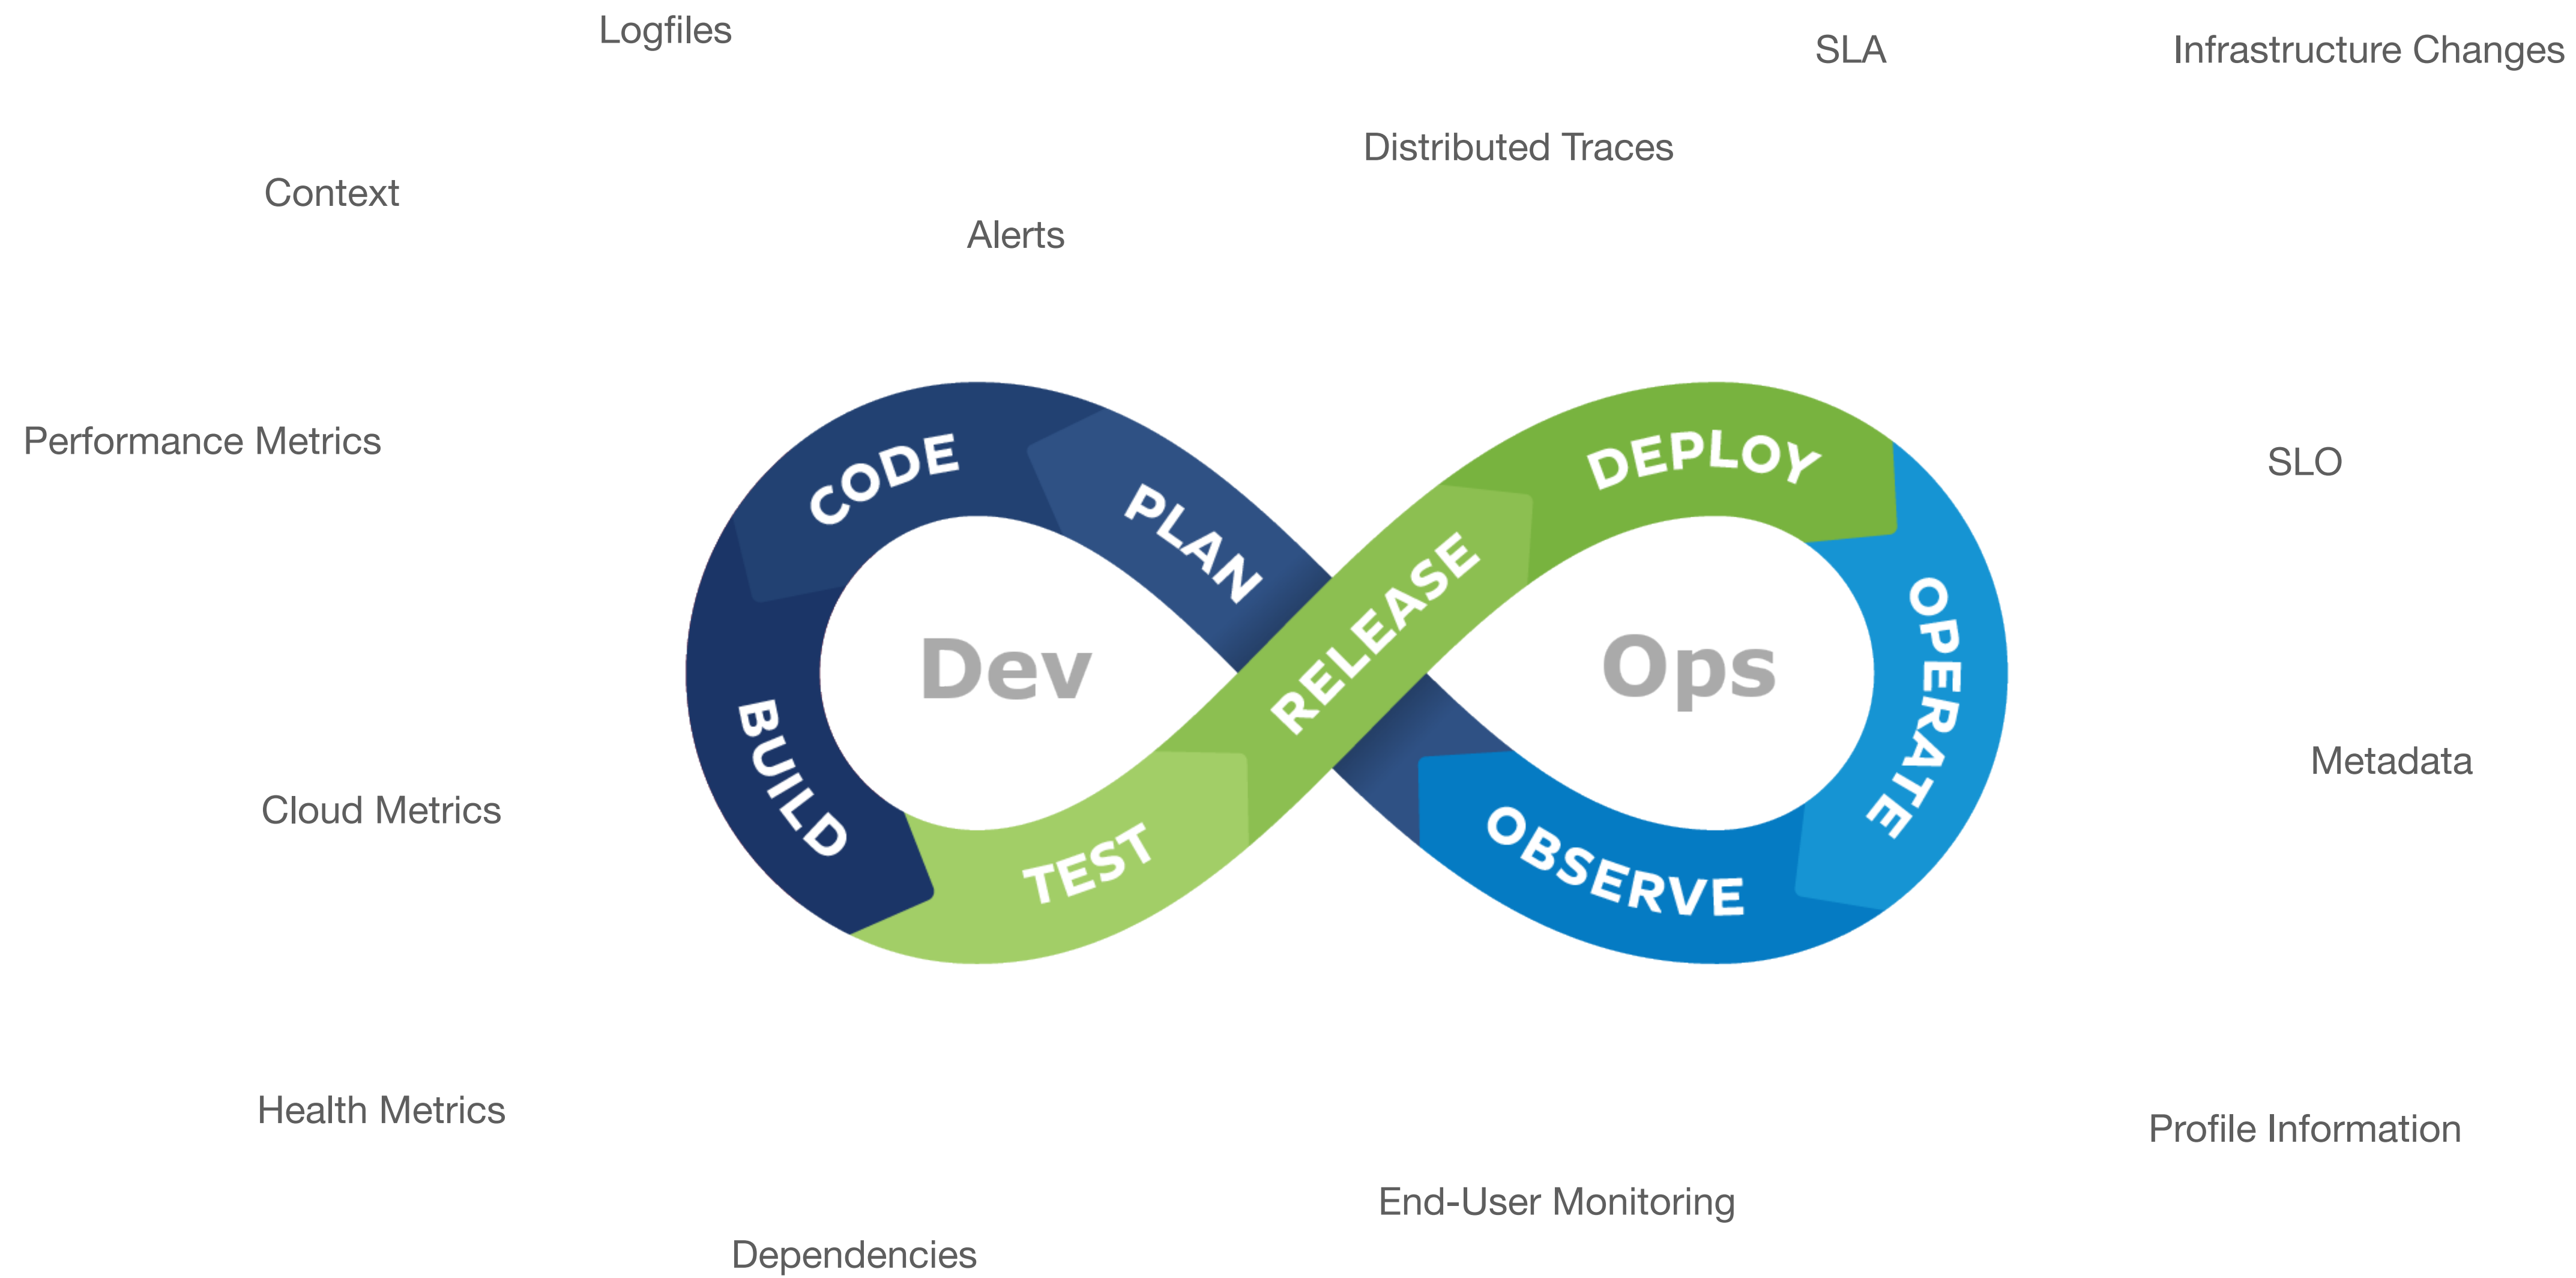 Logfiles
SLA
Infrastructure Changes
Distributed Traces
Context
Alerts
Performance Metrics
SLO
CODE
PLAN
RELEASE
DEPLOY
OPERATE
Dev
Ops
BUILD
TEST
OBSERVE
Metadata
Cloud Metrics
Health Metrics
Profile Information
End-User Monitoring
Dependencies